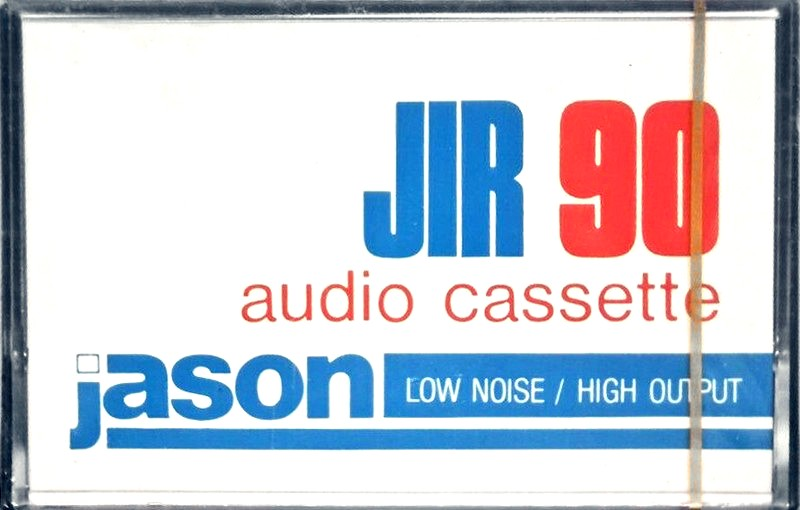 JIR 90
audio cassette
jason LOW NOISE / HIGH OUTPUT